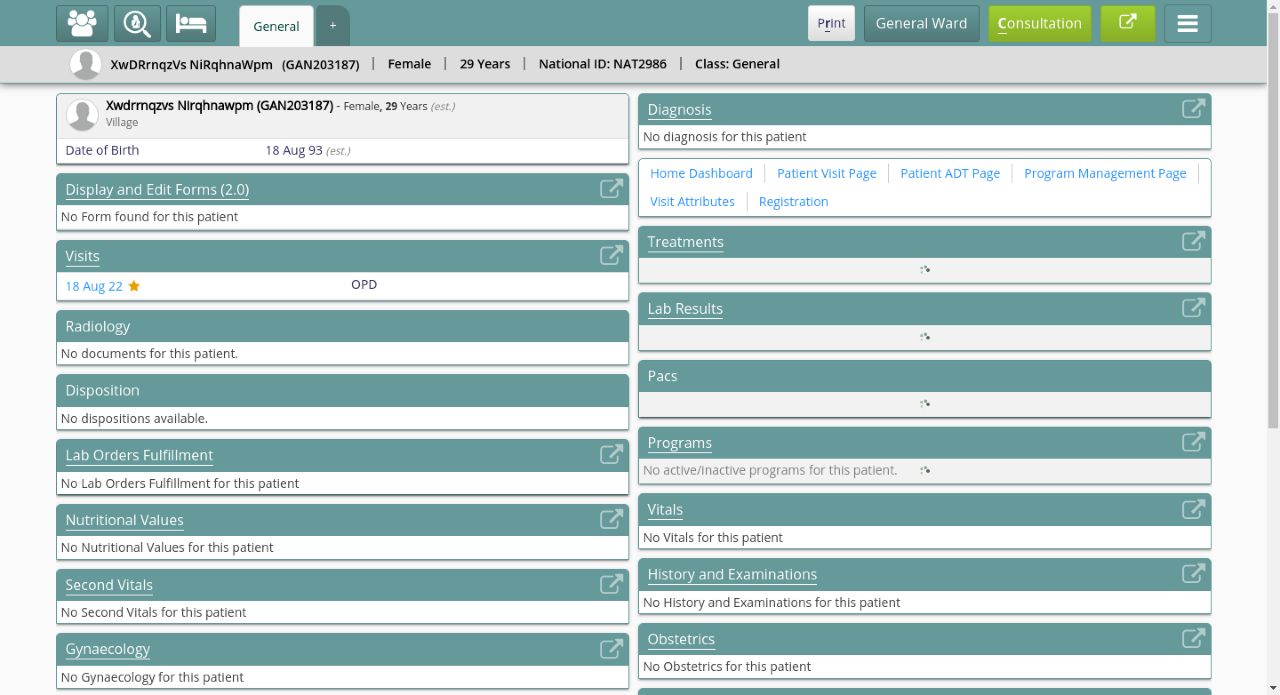 General
+
Print
General Ward
Consultation
XwDRrnqzVs NiRqhnaWpm (GAN203187) | Female | 29 Years | National ID: NAT2986 | Class: General
Xwdrrnqzvs Nirqhnawpm (GAN203187) - Female, 29 Years (est.)
Village
Date of Birth 18 Aug 93 (est.)
Display and Edit Forms (2.0)
No Form found for this patient
Visits
18 Aug 22 OPD
Radiology
No documents for this patient.
Disposition
No dispositions available.
Lab Orders Fulfillment
No Lab Orders Fulfillment for this patient
Nutritional Values
No Nutritional Values for this patient
Second Vitals
No Second Vitals for this patient
Gynaecology
No Gynaecology for this patient
Diagnosis
No diagnosis for this patient
Home Dashboard | Patient Visit Page | Patient ADT Page | Program Management Page |
Visit Attributes | Registration
Treatments
Lab Results
Pacs
Programs
No active/inactive programs for this patient.
Vitals
No Vitals for this patient
History and Examinations
No History and Examinations for this patient
Obstetrics
No Obstetrics for this patient